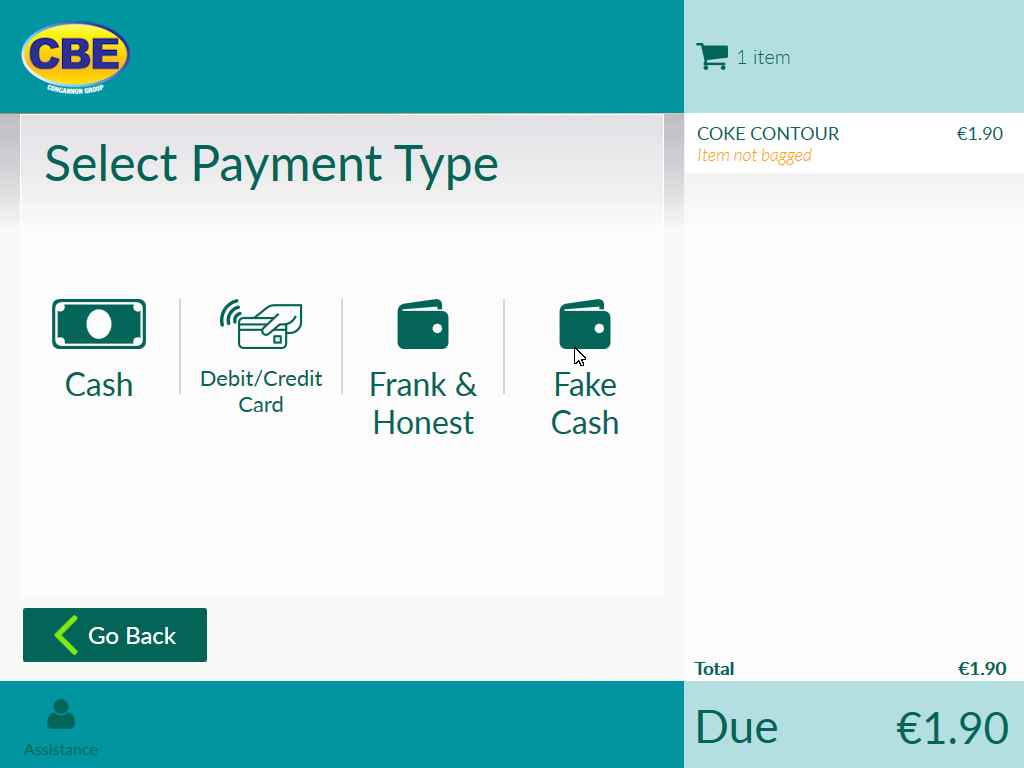 CBE
CONCANNON GROUP
1 item
COKE CONTOUR €1.90
Item not bagged
Select Payment Type
Cash
Debit/Credit
Card
Frank &
Honest
Fake
Cash
Go Back
Total €1.90
Assistance
Due €1.90